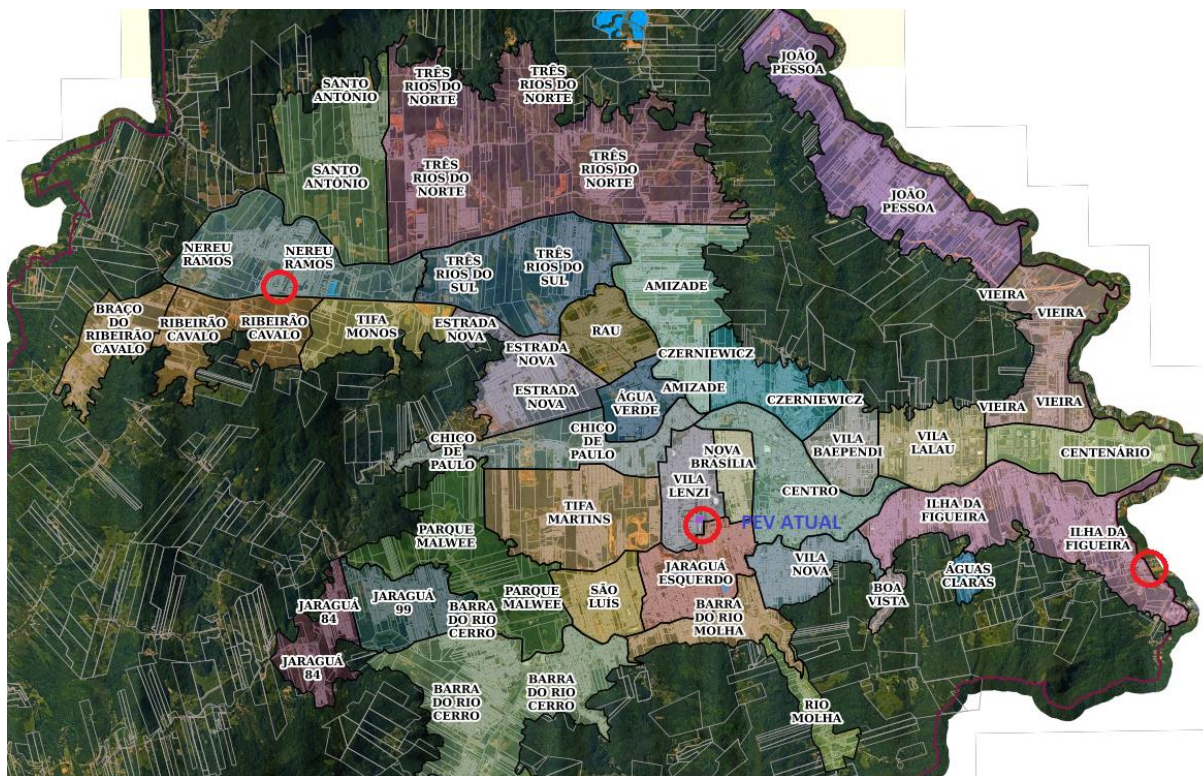 JOÃO
PESSOA
SANTO
ANTÔNIO
TRÊS
RIOS DO
NORTE
TRÊS
RIOS DO
NORTE
SANTO
ANTÔNIO
TRÊS
RIOS DO
NORTE
TRÊS
RIOS DO
NORTE
JOÃO
PESSOA
NEREU
RAMOS
NEREU
RAMOS
TRÊS
RIOS DO
SUL
TRÊS
RIOS DO
SUL
AMIZADE
VIEIRA
VIEIRA
BRAÇO
DO
RIBEIRÃO
CAVALO
RIBEIRÃO
CAVALO
RIBEIRÃO
CAVALO
TIFA
MONOS
ESTRADA
NOVA
RAU
ESTRADA
NOVA
CZERNIEWICZ
ESTRADA
NOVA
ÁGUA
VERDE
AMIZADE
CZERNIEWICZ
VIEIRA
VIEIRA
CHICO
DE
PAULO
CHICO
DE
PAULO
NOVA
BRASÍLIA
VILA
BAEPENDI
VILA
LALAU
CENTENÁRIO
VILA
LENZI
CENTRO
TIFA
MARTINS
ILHA DA
FIGUEIRA
PARQUE
MALWEE
PEV ATUAL
ILHA DA
FIGUEIRA
JARAGUÁ
ESQUERDO
VILA
NOVA
ÁGUAS
CLARAS
JARAGUÁ
84
JARAGUÁ
99
BARRA
DO RIO
CERRO
PARQUE
MALWEE
SÃO
LUIS
BOA
VISTA
BARRA
DO RIO
MOLHA
JARAGUÁ
84
BARRA
DO RIO
CERRO
BARRA
DO RIO
CERRO
RIO
MOLHA